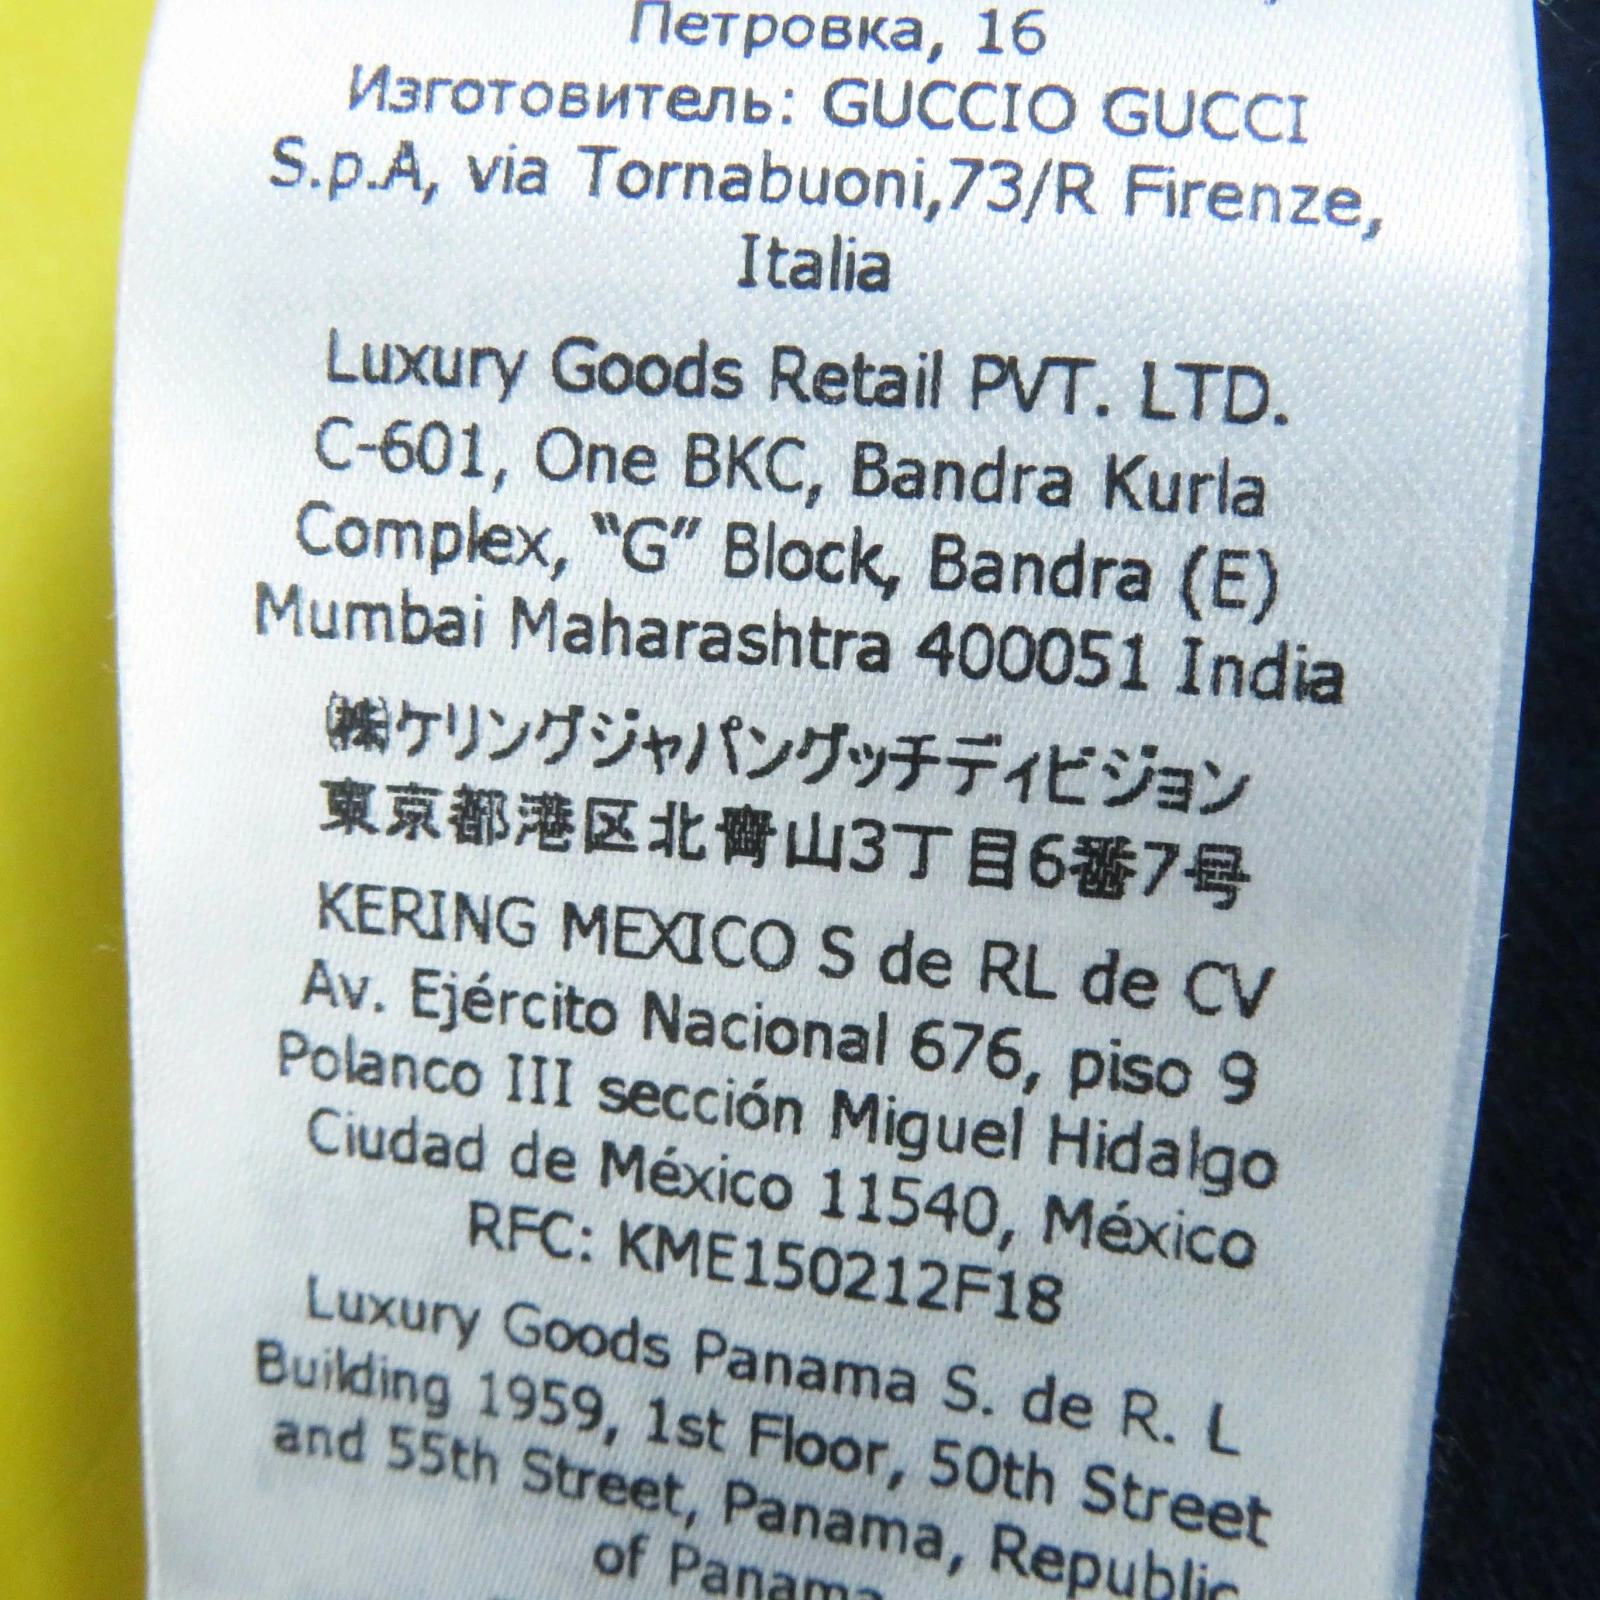 Петровка, 16
Изготовитель: GUCCIO GUCCI
S.p.A, via Tornabuoni,73/R Firenze,
Italia
Luxury Goods Retail PVT. LTD.
C-601, One BKC, Bandra Kurla
Complex, “G” Block, Bandra (E)
Mumbai Maharashtra 400051 India
㈱ケリングジャパングッチディビジョン
東京都港区北青山3丁目6番7号
KERING MEXICO S de RL de CV
Av. Ejército Nacional 676, piso 9
Polanco III sección Miguel Hidalgo
Ciudad de México 11540, México
RFC: KME150212F18
Luxury Goods Panama S. de R. L
Building 1959, 1st Floor, 50th Street
and 55th Street, Panama, Republic
of Panama